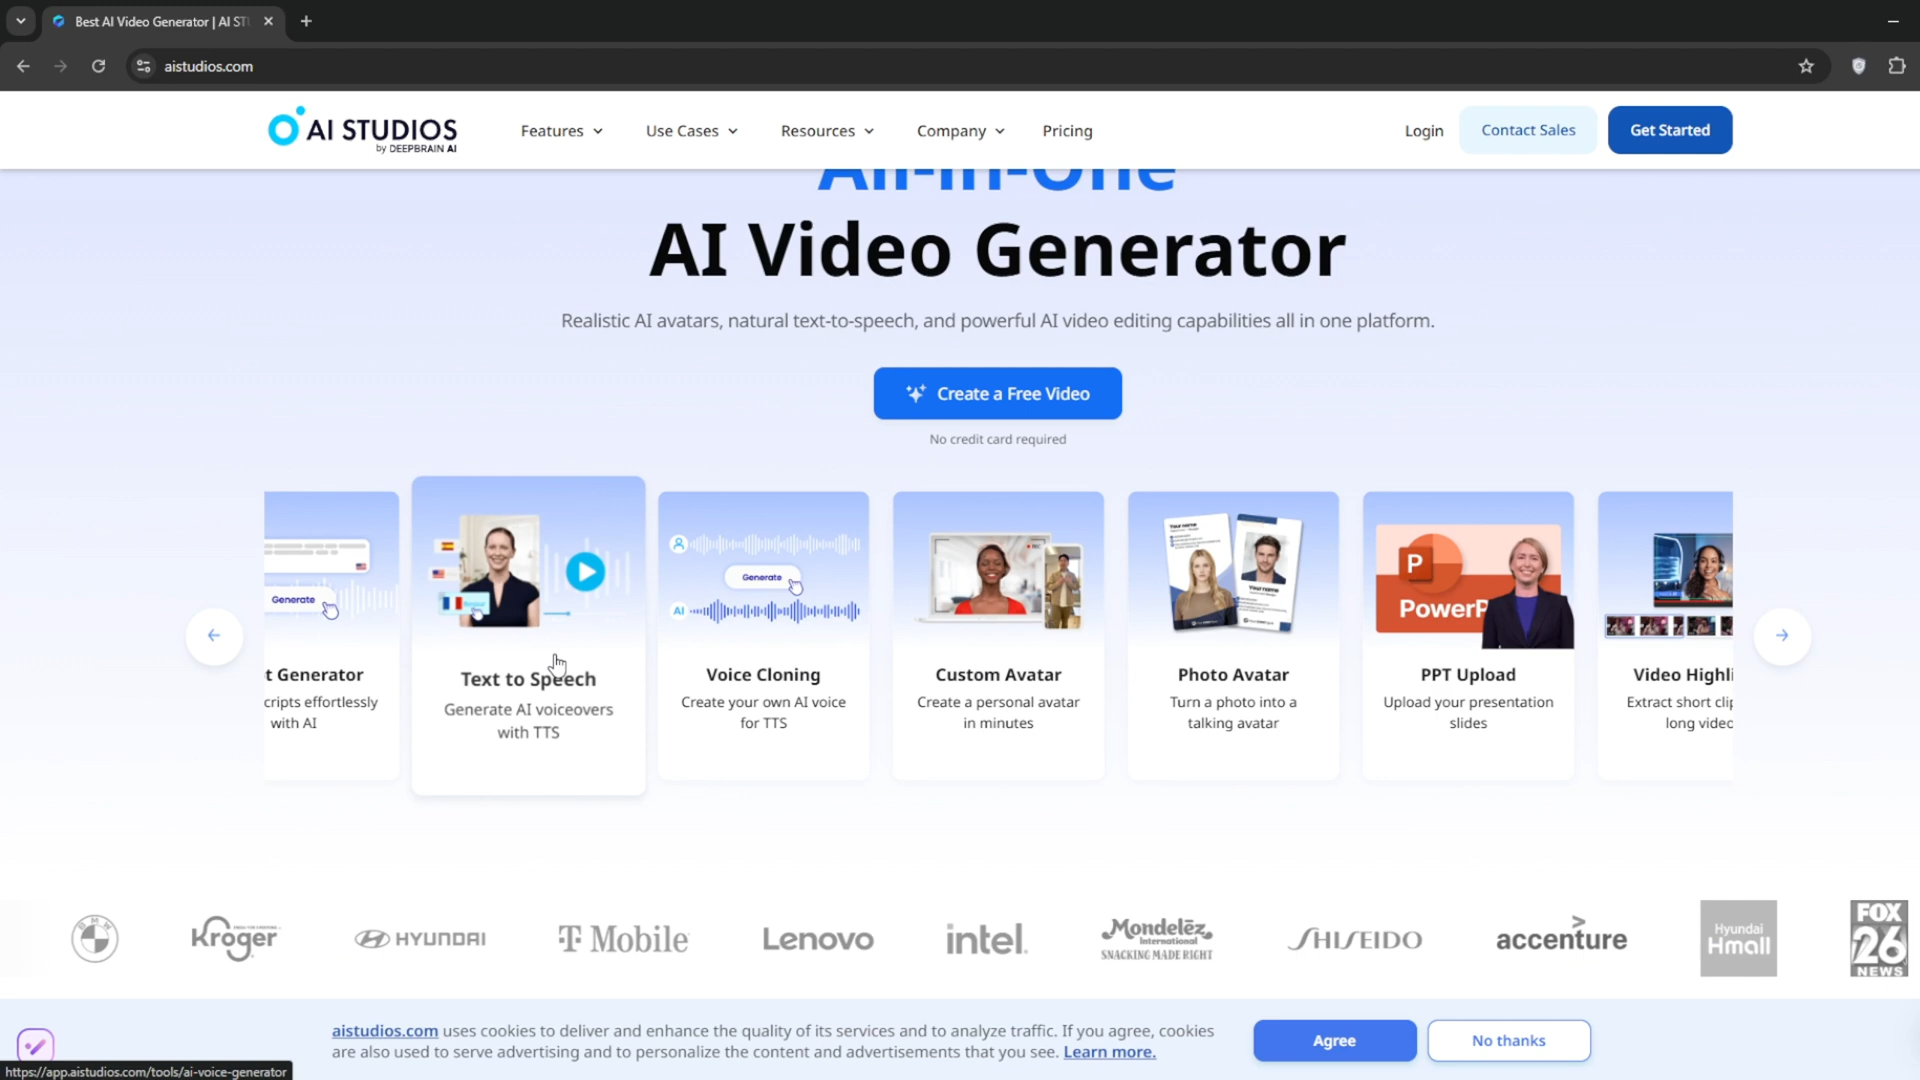 Best AI Video Generator | AI ST
aistudios.com
AI STUDIOS
by DEEPBRAIN AI
Features
Use Cases
Resources
Company
Pricing
Login
Contact Sales
Get Started
All-in-One
AI Video Generator
Realistic AI avatars, natural text-to-speech, and powerful AI video editing capabilities all in one platform.
Create a Free Video
No credit card required
Generate
t Generator
cripts effortlessly
with AI
Text to Speech
Generate AI voiceovers
with TTS
Generate
AI
Voice Cloning
Create your own AI voice
for TTS
REC
Custom Avatar
Create a personal avatar
in minutes
Your name
Your name
Photo Avatar
Turn a photo into a
talking avatar
P
PowerP
PPT Upload
Upload your presentation
slides
Video Highli
Extract short clip
long video
BMW
Kroger
HYUNDAI
T Mobile
Lenovo
intel.
Mondelēz
International
SNACKING MADE RIGHT
SHISEIDO
accenture
Hyundai
Hmall
FOX
26
NEWS
aistudios.com uses cookies to deliver and enhance the quality of its services and to analyze traffic. If you agree, cookies
are also used to serve advertising and to personalize the content and advertisements that you see. Learn more.
Agree
No thanks
https://app.aistudios.com/tools/ai-voice-generator